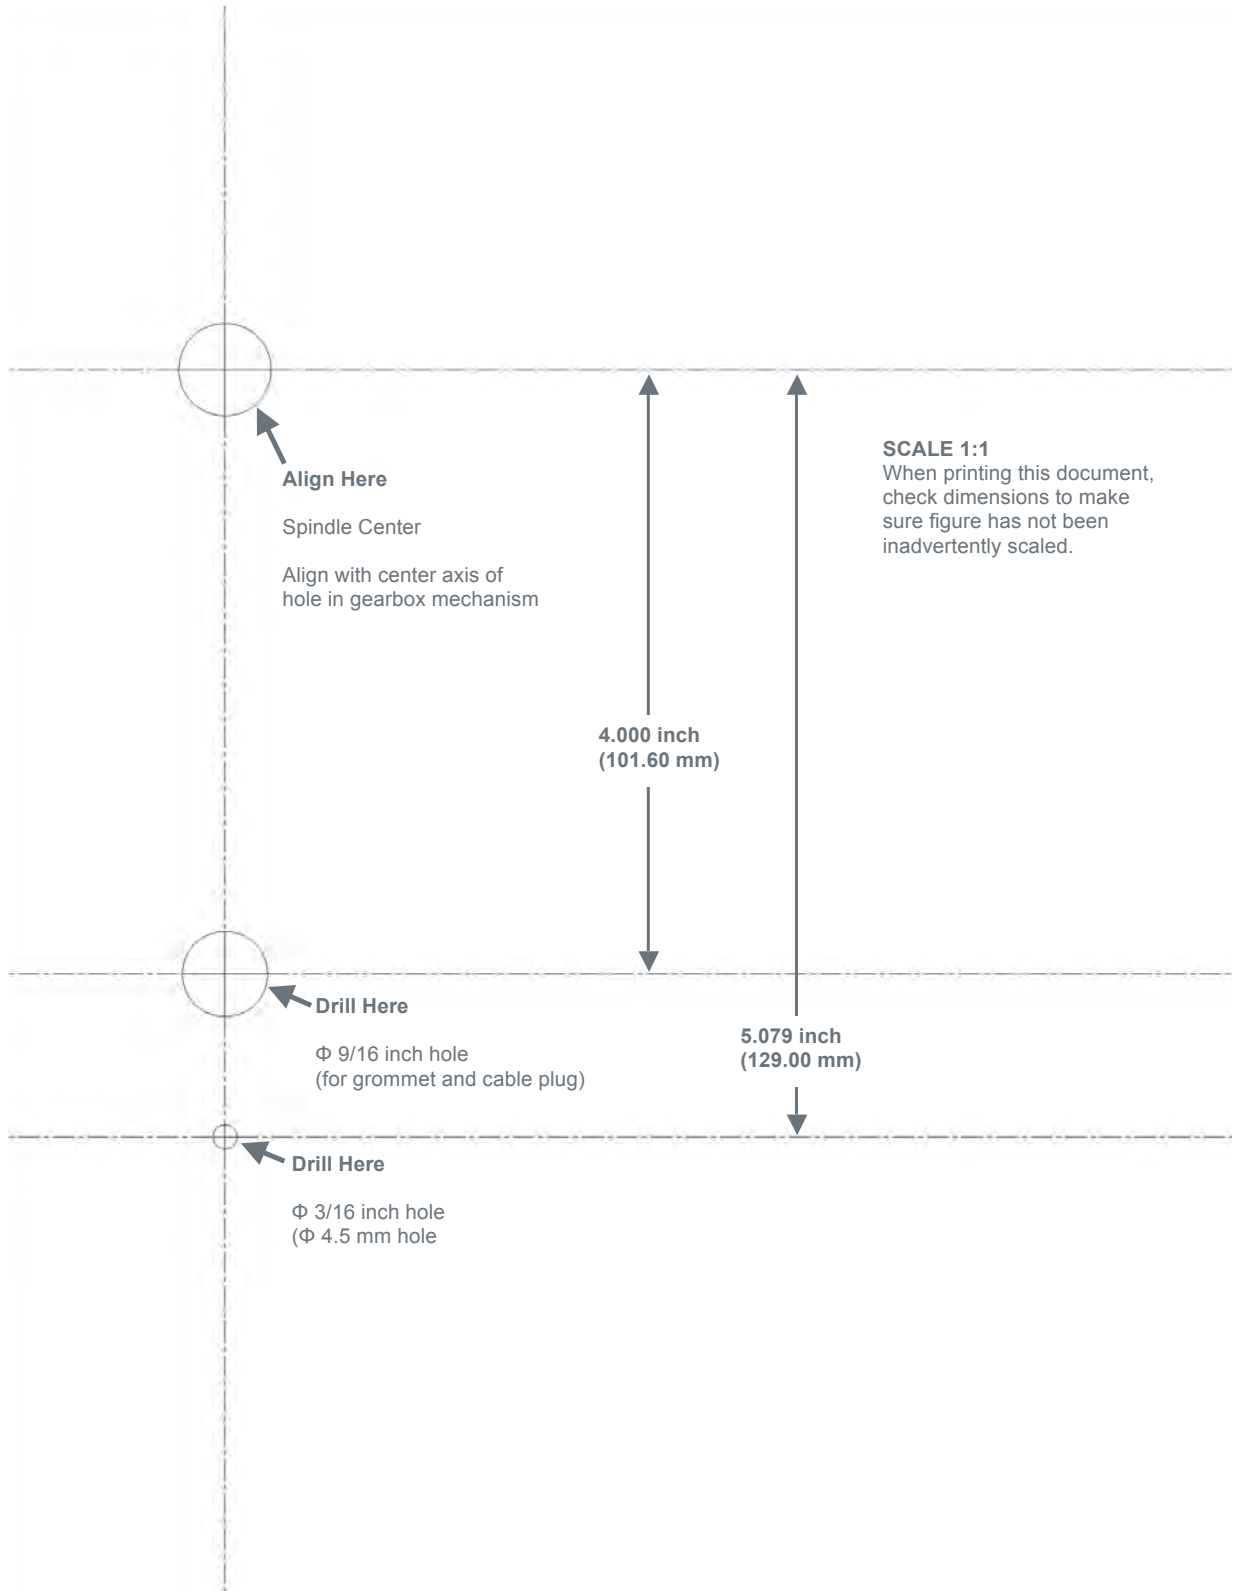 Align Here
Spindle Center
Align with center axis of
hole in gearbox mechanism
SCALE 1:1
When printing this document,
check dimensions to make
sure figure has not been
inadvertently scaled.
4.000 inch
(101.60 mm)
Drill Here
Φ 9/16 inch hole
(for grommet and cable plug)
5.079 inch
(129.00 mm)
Drill Here
Φ 3/16 inch hole
(Φ 4.5 mm hole